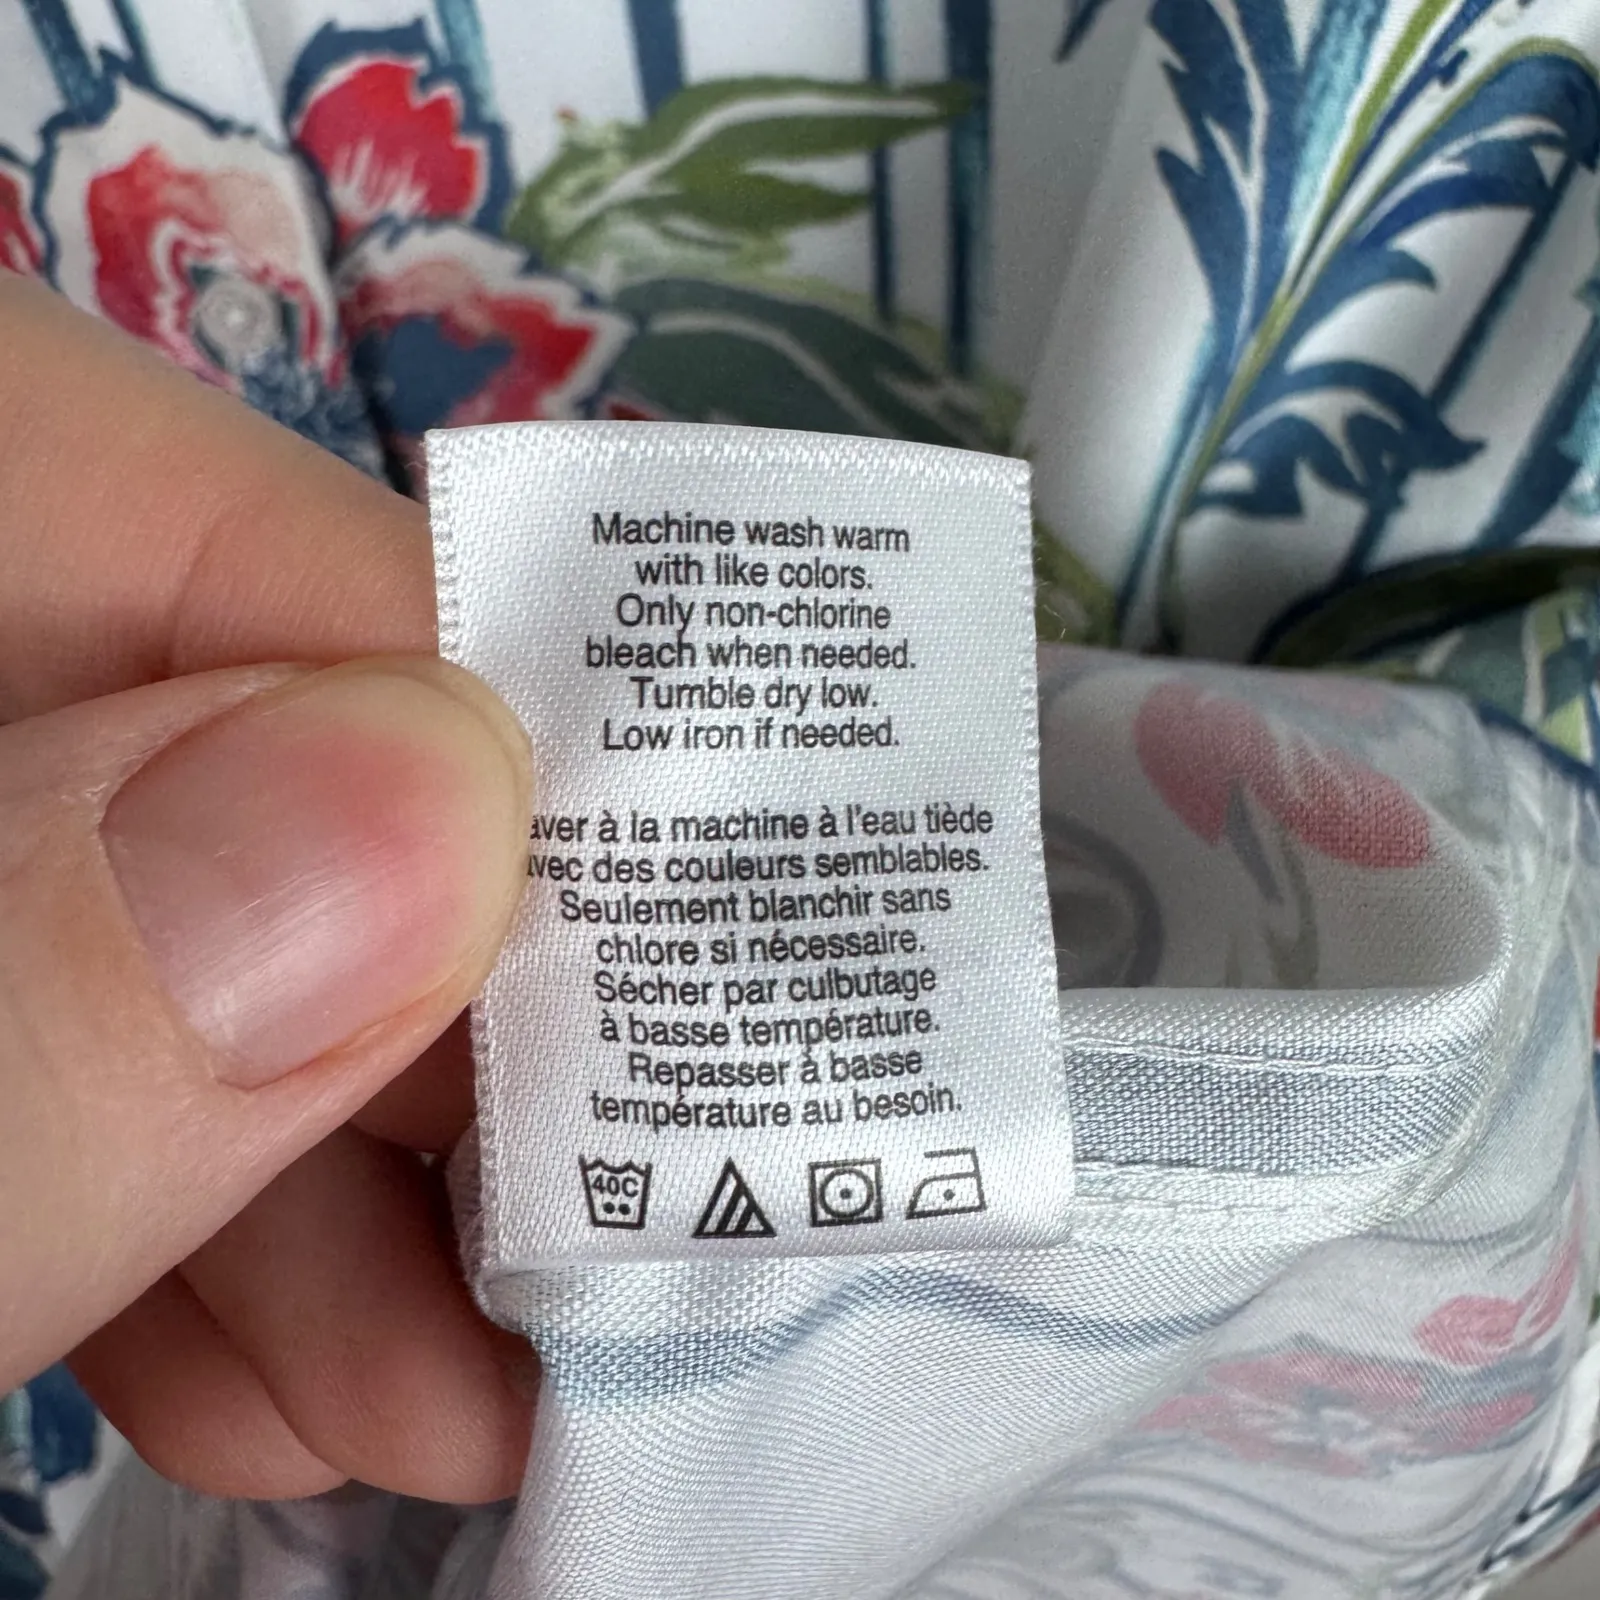 Machine wash warm
with like colors.
Only non-chlorine
bleach when needed.
Tumble dry low.
Low iron if needed.
aver à la machine à l'eau tiède
vec des couleurs semblables.
Seulement blanchir sans
chlore si nécessaire.
Sécher par culbutage
à basse température.
Repasser à basse
température au besoin.
40C